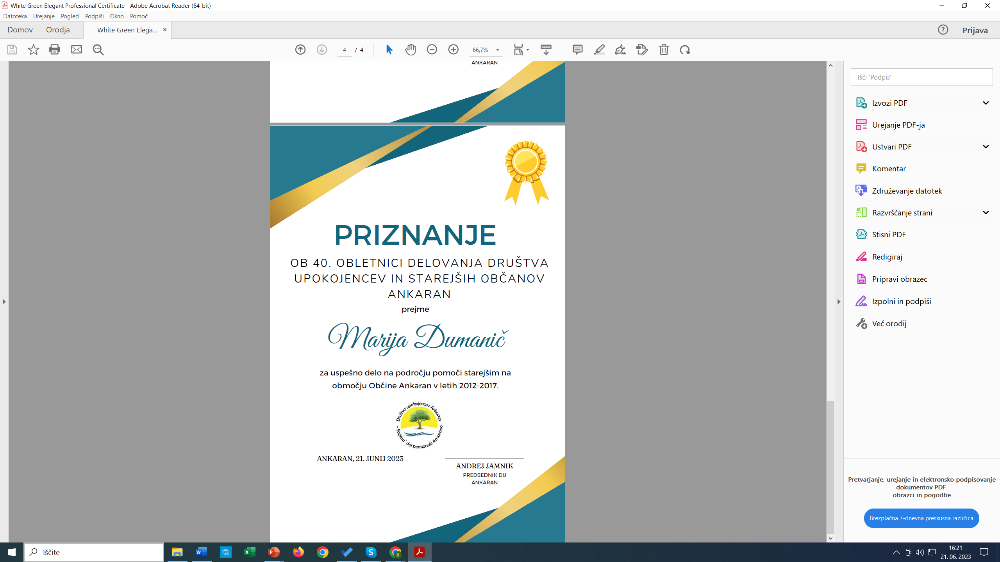 White Green Elegant Professional Certificate - Adobe Acrobat Reader (64-bit)
Datoteka Urejanje Pogled Podpiši Okno Pomoč
Domov Orodja White Green Elega... Prijava
4 / 4 66,7%
ANKARAN
PRIZNANJE
OB 40. OBLETNICI DELOVANJA DRUŠTVA
UPOKOJENCEV IN STAREJŠIH OBČANOV
ANKARAN
prejme
Marija Dumanič
za uspešno delo na področju pomoči starejšim na
območju Občine Ankaran v letih 2012-2017.
Društvo upokojencev Ankaran
- Societa` dei pensionati Ancarano
ANKARAN, 21. JUNIJ 2023
ANDREJ JAMNIK
PREDSEDNIK DU
ANKARAN
Išči 'Podpis'
Izvozi PDF
Urejanje PDF-ja
Ustvari PDF
Komentar
Združevanje datotek
Razvrščanje strani
Stisni PDF
Redigiraj
Pripravi obrazec
Izpolni in podpiši
Več orodij
Pretvarjanje, urejanje in elektronsko podpisovanje
dokumentov PDF
obrazci in pogodbe
Brezplačna 7-dnevna preskusna različica
Iščite
16:21
21. 06. 2023